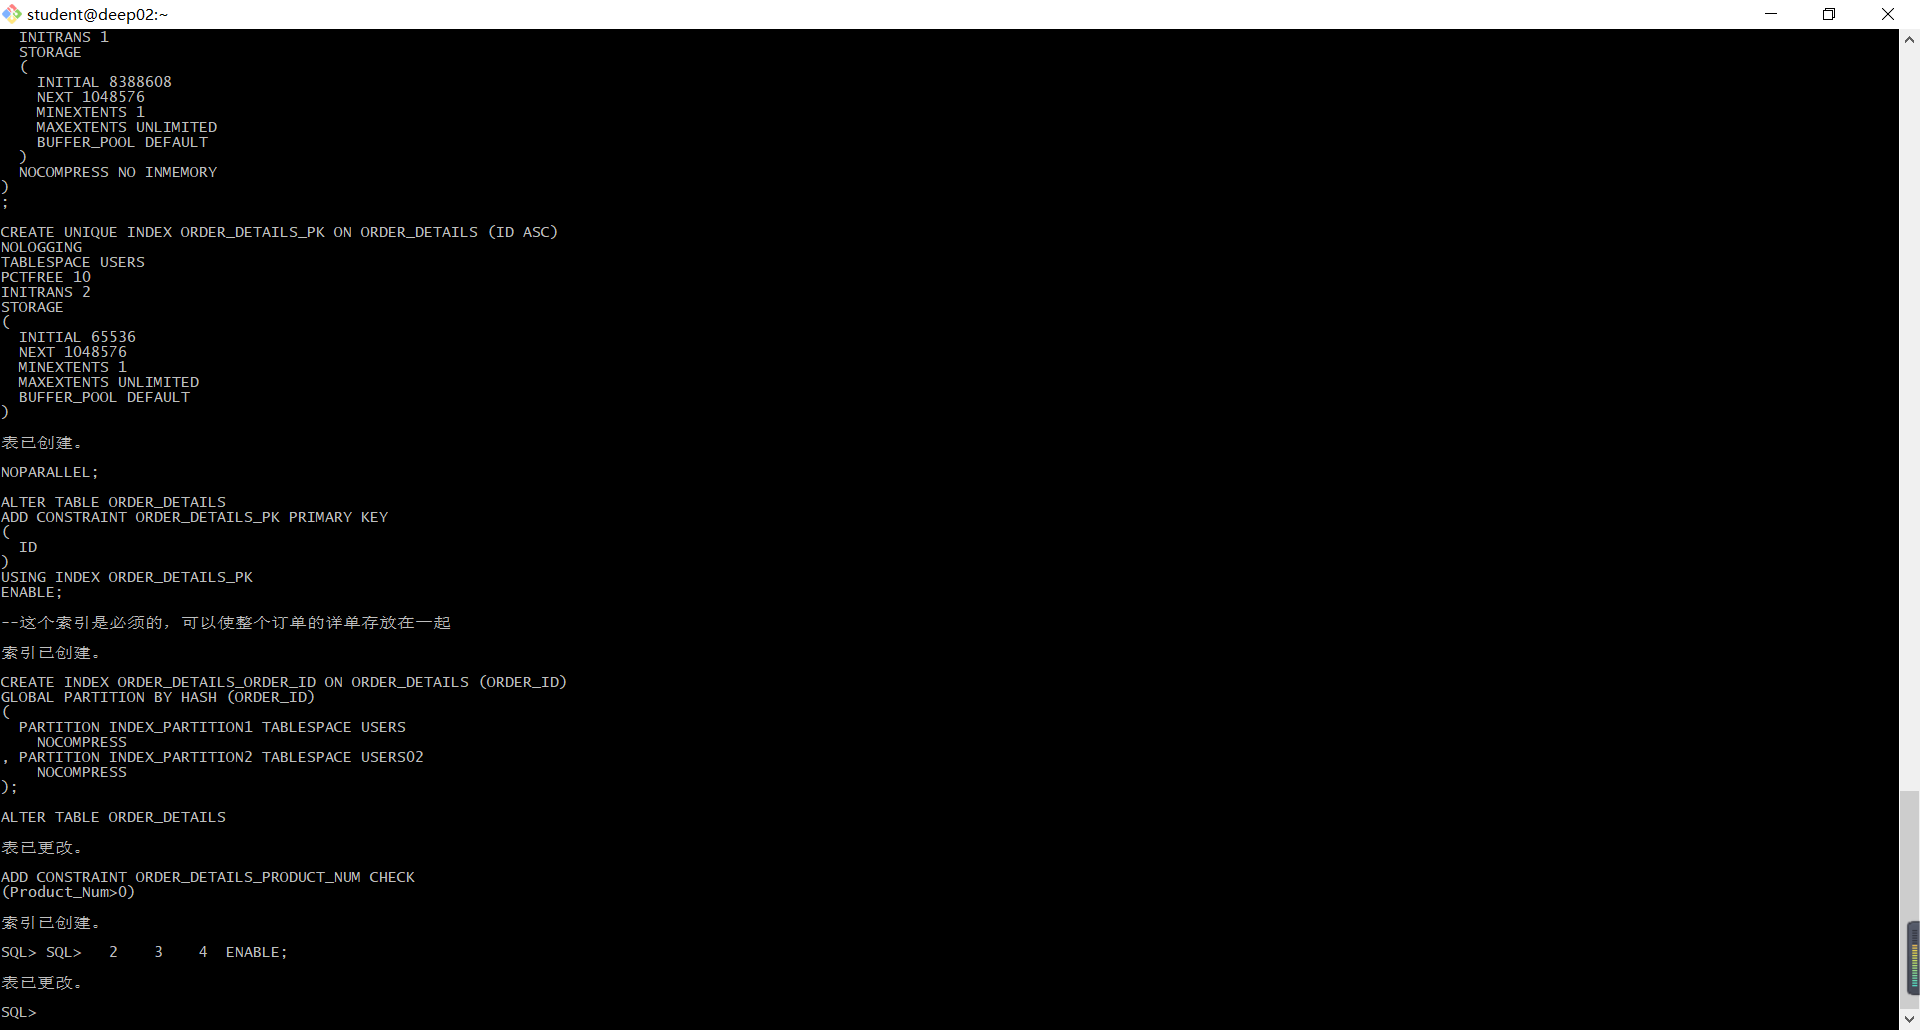 student@deep02:~
INITRANS 1
STORAGE
(
INITIAL 8388608
NEXT 1048576
MINEXTENTS 1
MAXEXTENTS UNLIMITED
BUFFER_POOL DEFAULT
)
NOCOMPRESS NO INMEMORY
)
;
CREATE UNIQUE INDEX ORDER_DETAILS_PK ON ORDER_DETAILS (ID ASC)
NOLOGGING
TABLESPACE USERS
PCTFREE 10
INITRANS 2
STORAGE
(
INITIAL 65536
NEXT 1048576
MINEXTENTS 1
MAXEXTENTS UNLIMITED
BUFFER_POOL DEFAULT
)
表已创建。
NOPARALLEL;
ALTER TABLE ORDER_DETAILS
ADD CONSTRAINT ORDER_DETAILS_PK PRIMARY KEY
(
ID
)
USING INDEX ORDER_DETAILS_PK
ENABLE;
--这个索引是必须的，可以使整个订单的详单存放在一起
索引已创建。
CREATE INDEX ORDER_DETAILS_ORDER_ID ON ORDER_DETAILS (ORDER_ID)
GLOBAL PARTITION BY HASH (ORDER_ID)
(
PARTITION INDEX_PARTITION1 TABLESPACE USERS
NOCOMPRESS
, PARTITION INDEX_PARTITION2 TABLESPACE USERS02
NOCOMPRESS
);
ALTER TABLE ORDER_DETAILS
表已更改。
ADD CONSTRAINT ORDER_DETAILS_PRODUCT_NUM CHECK
(Product_Num>0)
索引已创建。
SQL> SQL>   2    3    4  ENABLE;
表已更改。
SQL>